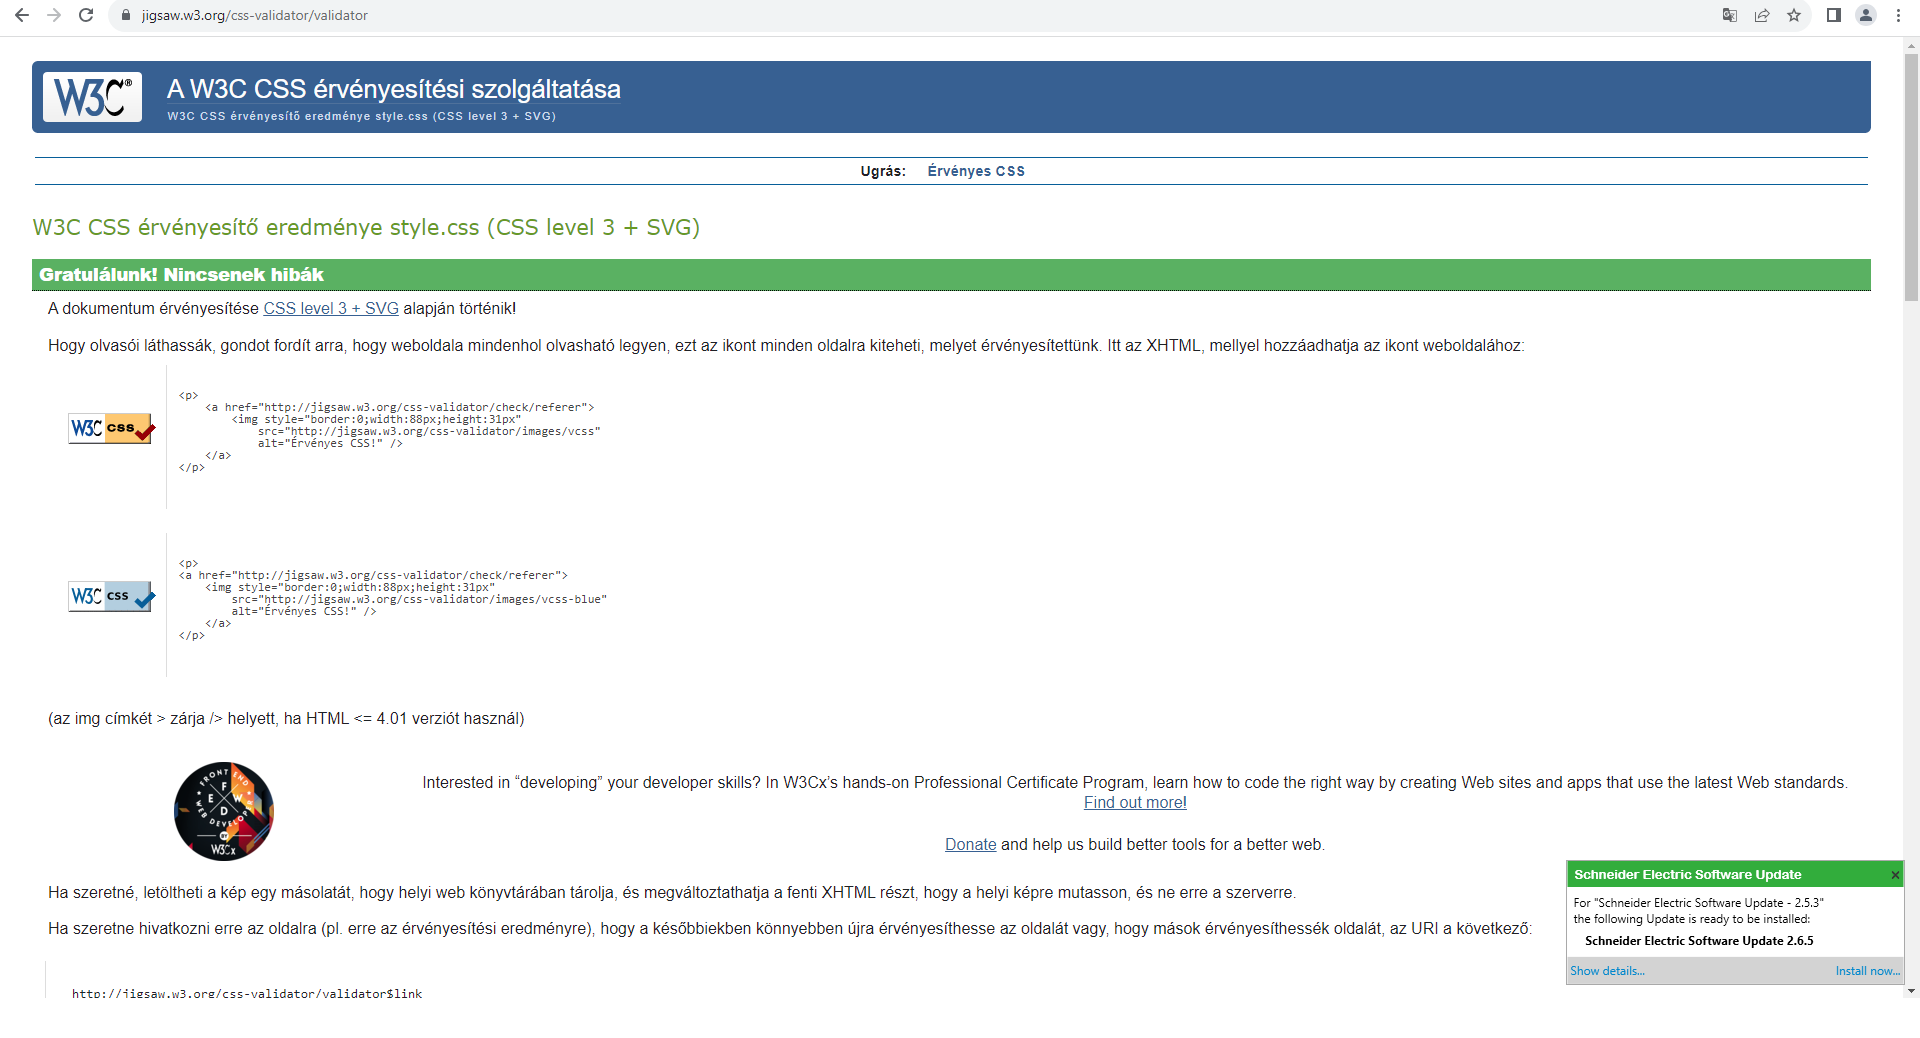 jigsaw.w3.org/css-validator/validator
W3C®
A W3C CSS érvényesítési szolgáltatása
W3C CSS érvényesítő eredménye style.css (CSS level 3 + SVG)
Ugrás: Érvényes CSS
W3C CSS érvényesítő eredménye style.css (CSS level 3 + SVG)
Gratulálunk! Nincsenek hibák
A dokumentum érvényesítése CSS level 3 + SVG alapján történik!
Hogy olvasói láthassák, gondot fordít arra, hogy weboldala mindenhol olvasható legyen, ezt az ikont minden oldalra kiteheti, melyet érvényesítettünk. Itt az XHTML, mellyel hozzáadhatja az ikont weboldalához:
W3C css
<p>
<a href="http://jigsaw.w3.org/css-validator/check/referer">
<img style="border:0;width:88px;height:31px"
src="http://jigsaw.w3.org/css-validator/images/vcss"
alt="Érvényes CSS!" />
</a>
</p>
W3C css
<p>
<a href="http://jigsaw.w3.org/css-validator/check/referer">
<img style="border:0;width:88px;height:31px"
src="http://jigsaw.w3.org/css-validator/images/vcss-blue"
alt="Érvényes CSS!" />
</a>
</p>
(az img címkét > zárja /> helyett, ha HTML <= 4.01 verziót használ)
FRONT END
F E W D
WEB DEVELOPER
W3Cx
Interested in “developing” your developer skills? In W3Cx’s hands-on Professional Certificate Program, learn how to code the right way by creating Web sites and apps that use the latest Web standards.
Find out more!
Donate and help us build better tools for a better web.
Ha szeretné, letöltheti a kép egy másolatát, hogy helyi web könyvtárában tárolja, és megváltoztathatja a fenti XHTML részt, hogy a helyi képre mutasson, és ne erre a szerverre.
Ha szeretne hivatkozni erre az oldalra (pl. erre az érvényesítési eredményre), hogy a későbbiekben könnyebben újra érvényesíthesse az oldalát vagy, hogy mások érvényesíthessék oldalát, az URI a következő:
http://jigsaw.w3.org/css-validator/validator$link
Schneider Electric Software Update
For "Schneider Electric Software Update - 2.5.3"
the following Update is ready to be installed:
Schneider Electric Software Update 2.6.5
Show details... Install now...